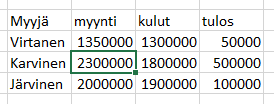 Myyjä myynti kulut tulos
Virtanen 1350000 1300000 50000
Karvinen 2300000 1800000 500000
Järvinen 2000000 1900000 100000